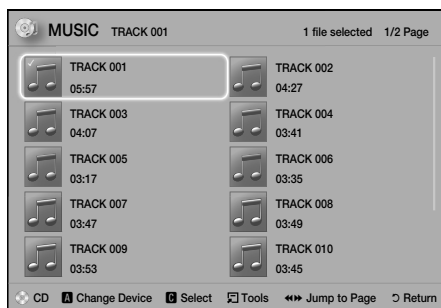 MUSIC TRACK 001 1 file selected 1/2 Page
TRACK 001 TRACK 002
05:57 04:27
TRACK 003 TRACK 004
04:07 03:41
TRACK 005 TRACK 006
03:17 03:35
TRACK 007 TRACK 008
03:47 03:49
TRACK 009 TRACK 010
03:53 03:45
CD A Change Device C Select Tools Jump to Page Return